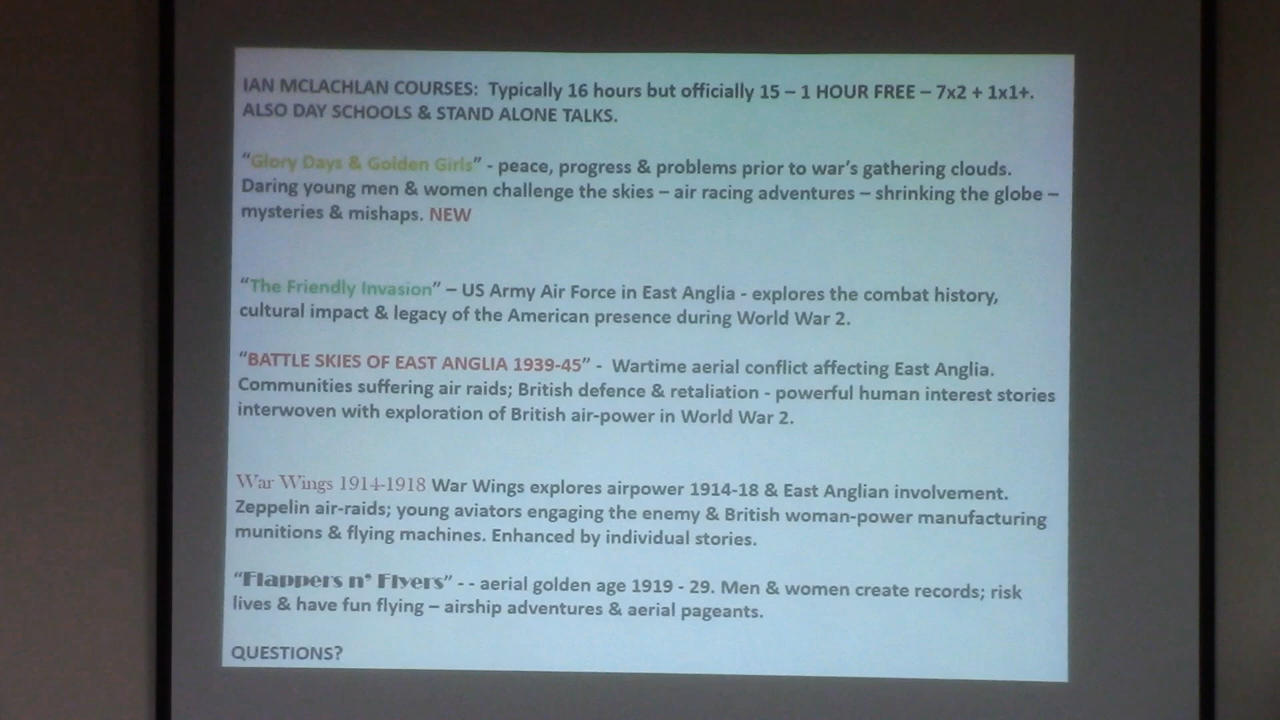 IAN MCLACHLAN COURSES:  Typically 16 hours but officially 15 – 1 HOUR FREE – 7x2 + 1x1+.
ALSO DAY SCHOOLS & STAND ALONE TALKS.
“Glory Days & Golden Girls” - peace, progress & problems prior to war’s gathering clouds.
Daring young men & women challenge the skies – air racing adventures – shrinking the globe –
mysteries & mishaps. NEW
“The Friendly Invasion” – US Army Air Force in East Anglia - explores the combat history,
cultural impact & legacy of the American presence during World War 2.
“BATTLE SKIES OF EAST ANGLIA 1939-45” -  Wartime aerial conflict affecting East Anglia.
Communities suffering air raids; British defence & retaliation - powerful human interest stories
interwoven with exploration of British air-power in World War 2.
War Wings 1914-1918 War Wings explores airpower 1914-18 & East Anglian involvement.
Zeppelin air-raids; young aviators engaging the enemy & British woman-power manufacturing
munitions & flying machines. Enhanced by individual stories.
“Flappers n’ Flyers” - - aerial golden age 1919 - 29. Men & women create records; risk
lives & have fun flying – airship adventures & aerial pageants.
QUESTIONS?